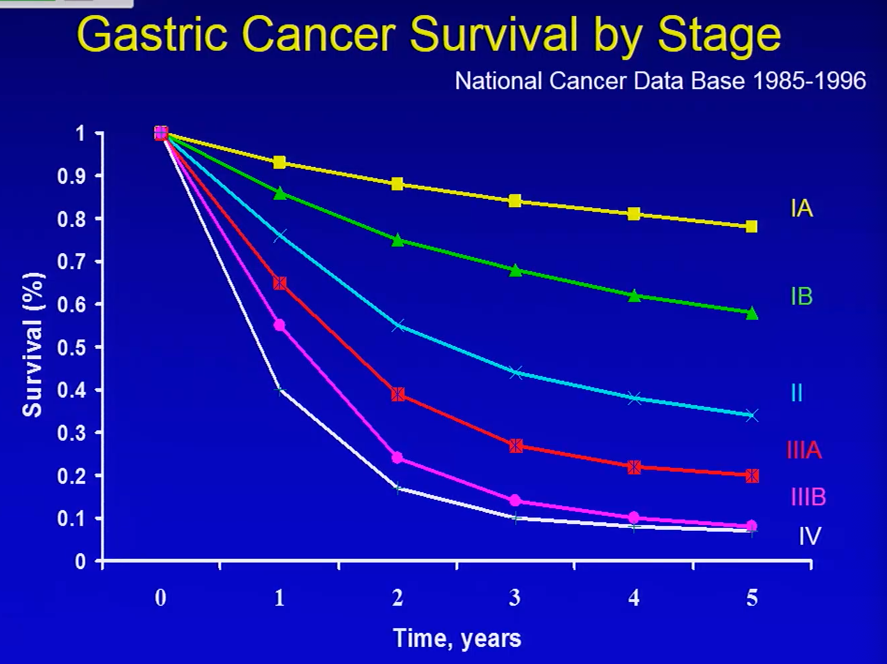 Gastric Cancer Survival by Stage
National Cancer Data Base 1985-1996
Survival (%)
1
0.9
0.8
0.7
0.6
0.5
0.4
0.3
0.2
0.1
0
IA
IB
II
IIIA
IIIB
IV
0 1 2 3 4 5
Time, years